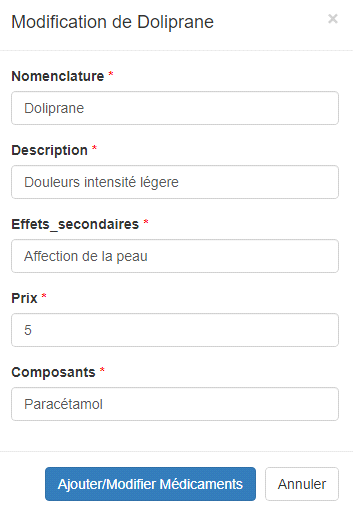 Modification de Doliprane ×
Nomenclature *
Doliprane
Description *
Douleurs intensité légere
Effets_secondaires *
Affection de la peau
Prix *
5
Composants *
Paracétamol
Ajouter/Modifier Médicaments Annuler